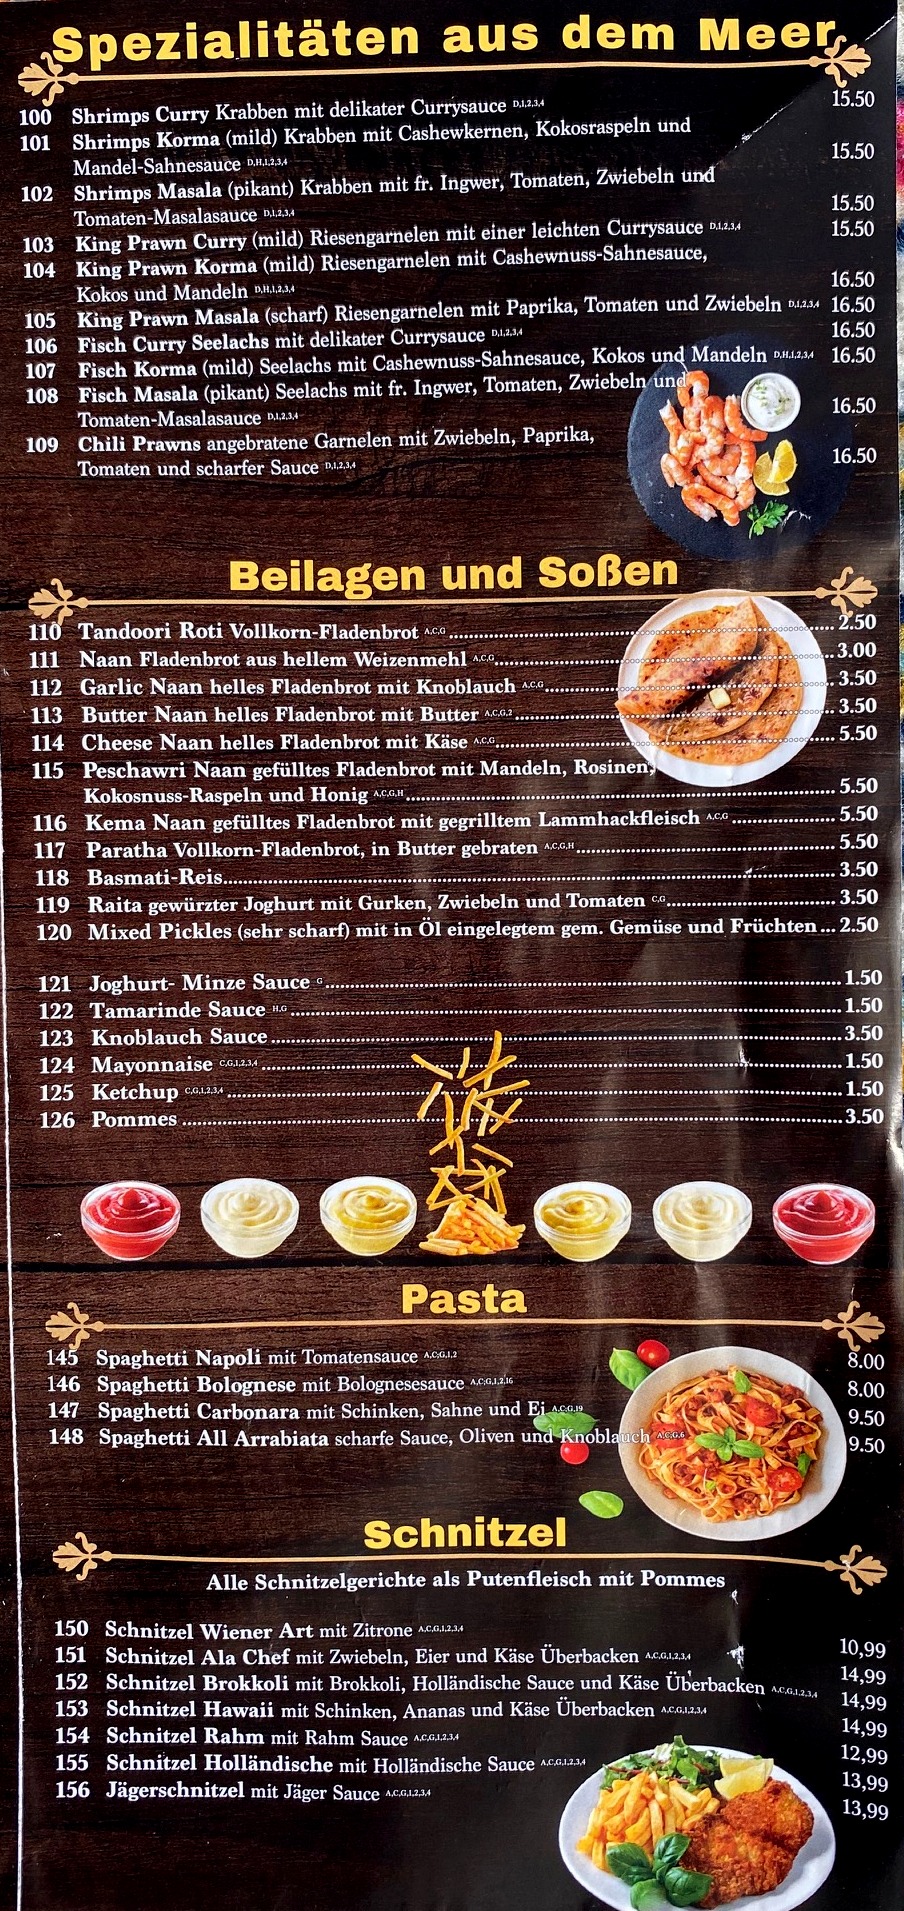 Spezialitäten aus dem Meer
100 Shrimps Curry Krabben mit delikater Currysauce D,1,2,3,4 15.50
101 Shrimps Korma (mild) Krabben mit Cashewkernen, Kokosraspeln und
Mandel-Sahnesauce D,H,1,2,3,4 15.50
102 Shrimps Masala (pikant) Krabben mit fr. Ingwer, Tomaten, Zwiebeln und
Tomaten-Masalasauce D,1,2,3,4 15.50
103 King Prawn Curry (mild) Riesengarnelen mit einer leichten Currysauce D,1,2,3,4 15.50
104 King Prawn Korma (mild) Riesengarnelen mit Cashewnuss-Sahnesauce,
Kokos und Mandeln D,H,1,2,3,4 16.50
105 King Prawn Masala (scharf) Riesengarnelen mit Paprika, Tomaten und Zwiebeln D,1,2,3,4 16.50
106 Fisch Curry Seelachs mit delikater Currysauce D,1,2,3,4 16.50
107 Fisch Korma (mild) Seelachs mit Cashewnuss-Sahnesauce, Kokos und Mandeln D,H,1,2,3,4 16.50
108 Fisch Masala (pikant) Seelachs mit fr. Ingwer, Tomaten, Zwiebeln und
Tomaten-Masalasauce D,1,2,3,4 16.50
109 Chili Prawns angebratene Garnelen mit Zwiebeln, Paprika,
Tomaten und scharfer Sauce D,1,2,3,4 16.50
Beilagen und Soßen
110 Tandoori Roti Vollkorn-Fladenbrot A,C,G 2.50
111 Naan Fladenbrot aus hellem Weizenmehl A,C,G 3.00
112 Garlic Naan helles Fladenbrot mit Knoblauch A,C,G 3.50
113 Butter Naan helles Fladenbrot mit Butter A,C,G,2 3.50
114 Cheese Naan helles Fladenbrot mit Käse A,C,G 5.50
115 Peschawri Naan gefülltes Fladenbrot mit Mandeln, Rosinen,
Kokosnuss-Raspeln und Honig A,C,G,H 5.50
116 Kema Naan gefülltes Fladenbrot mit gegrilltem Lammhackfleisch A,C,G 5.50
117 Paratha Vollkorn-Fladenbrot, in Butter gebraten A,C,G,H 5.50
118 Basmati-Reis 3.50
119 Raita gewürzter Joghurt mit Gurken, Zwiebeln und Tomaten C,G 3.50
120 Mixed Pickles (sehr scharf) mit in Öl eingelegtem gem. Gemüse und Früchten 2.50
121 Joghurt- Minze Sauce G 1.50
122 Tamarinde Sauce H,G 1.50
123 Knoblauch Sauce 3.50
124 Mayonnaise C,G,1,2,3,4 1.50
125 Ketchup C,G,1,2,3,4 1.50
126 Pommes 3.50
Pasta
145 Spaghetti Napoli mit Tomatensauce A,C,G,1,2 8.00
146 Spaghetti Bolognese mit Bolognesesauce A,C,G,1,2,16 8.00
147 Spaghetti Carbonara mit Schinken, Sahne und Ei A,C,G,19 9.50
148 Spaghetti All Arrabiata scharfe Sauce, Oliven und Knoblauch A,C,G,6 9.50
Schnitzel
Alle Schnitzelgerichte als Putenfleisch mit Pommes
150 Schnitzel Wiener Art mit Zitrone A,C,G,1,2,3,4 10,99
151 Schnitzel Ala Chef mit Zwiebeln, Eier und Käse Überbacken A,C,G,1,2,3,4 14,99
152 Schnitzel Brokkoli mit Brokkoli, Holländische Sauce und Käse Überbacken A,C,G,1,2,3,4 14,99
153 Schnitzel Hawaii mit Schinken, Ananas und Käse Überbacken A,C,G,1,2,3,4 14,99
154 Schnitzel Rahm mit Rahm Sauce A,C,G,1,2,3,4 12,99
155 Schnitzel Holländische mit Holländische Sauce A,C,G,1,2,3,4 13,99
156 Jägerschnitzel mit Jäger Sauce A,C,G,1,2,3,4 13,99